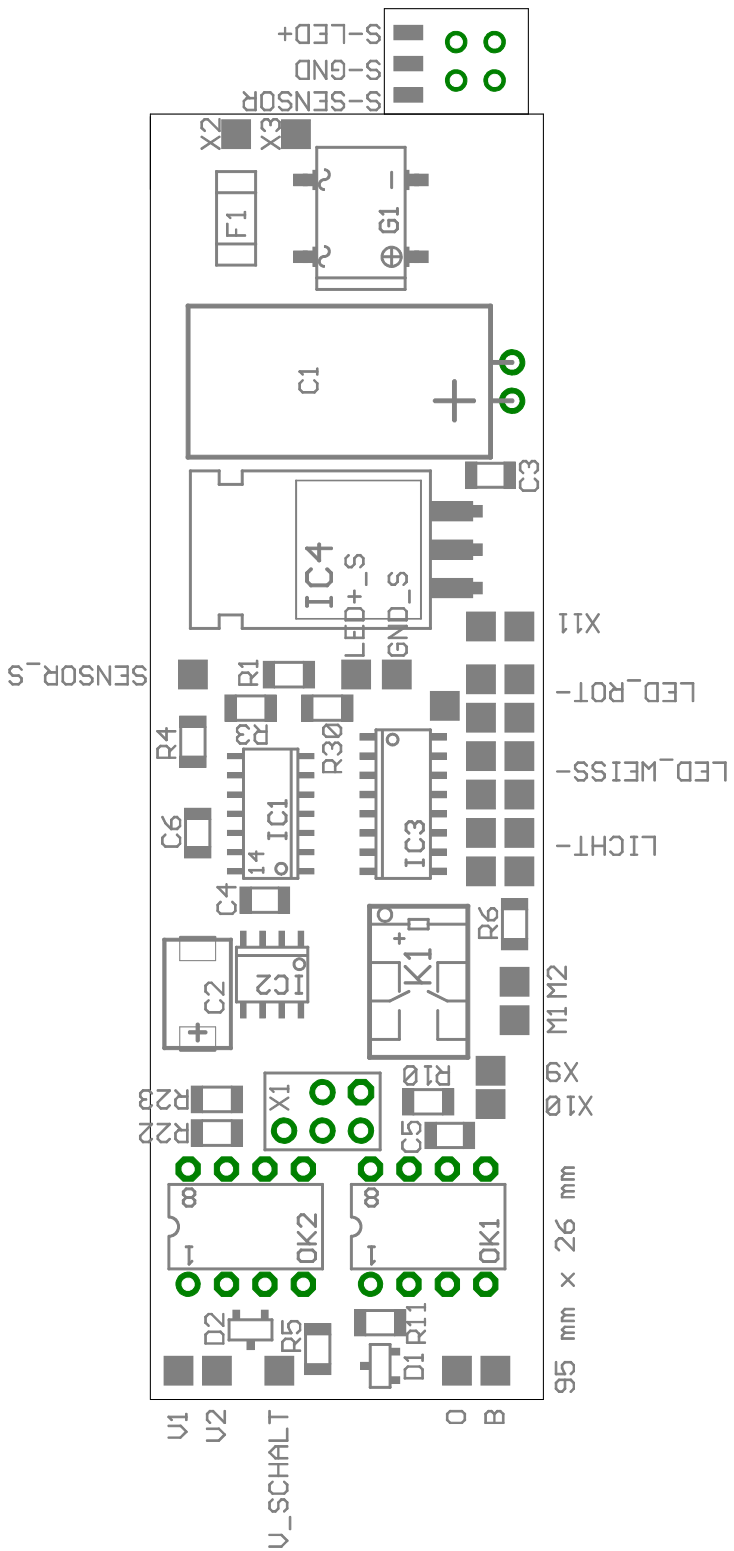 S-LED+
S-GND
S-SENSOR
X2
X3
F1
~
-
G1
~
C1
+
C3
IC4
LED+_S
GND_S
X11
SENSOR_S
R1
LED_ROT-
R4
R3
R30
LED_WEISS-
C6
IC1
14
IC3
LICHT-
C4
R6
+
K1
C2
+
IC2
M2
M1
X9
R10
X10
R23
X1
R22
C5
8
1
OK2
8
1
OK1
95 mm x 26 mm
D2
R5
R11
D1
V1
V2
V_SCHALT
O
B